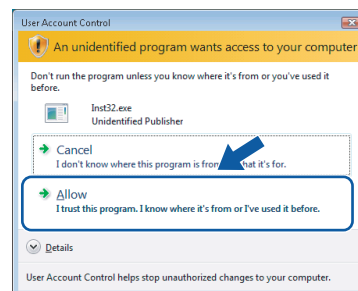 User Account Control
An unidentified program wants access to your computer
Don't run the program unless you know where it's from or you've used it
before.
Inst32.exe
Unidentified Publisher
Cancel
I don't know where this program is from hat it's for.
Allow
I trust this program. I know where it's from or I've used it before.
Details
User Account Control helps stop unauthorized changes to your computer.